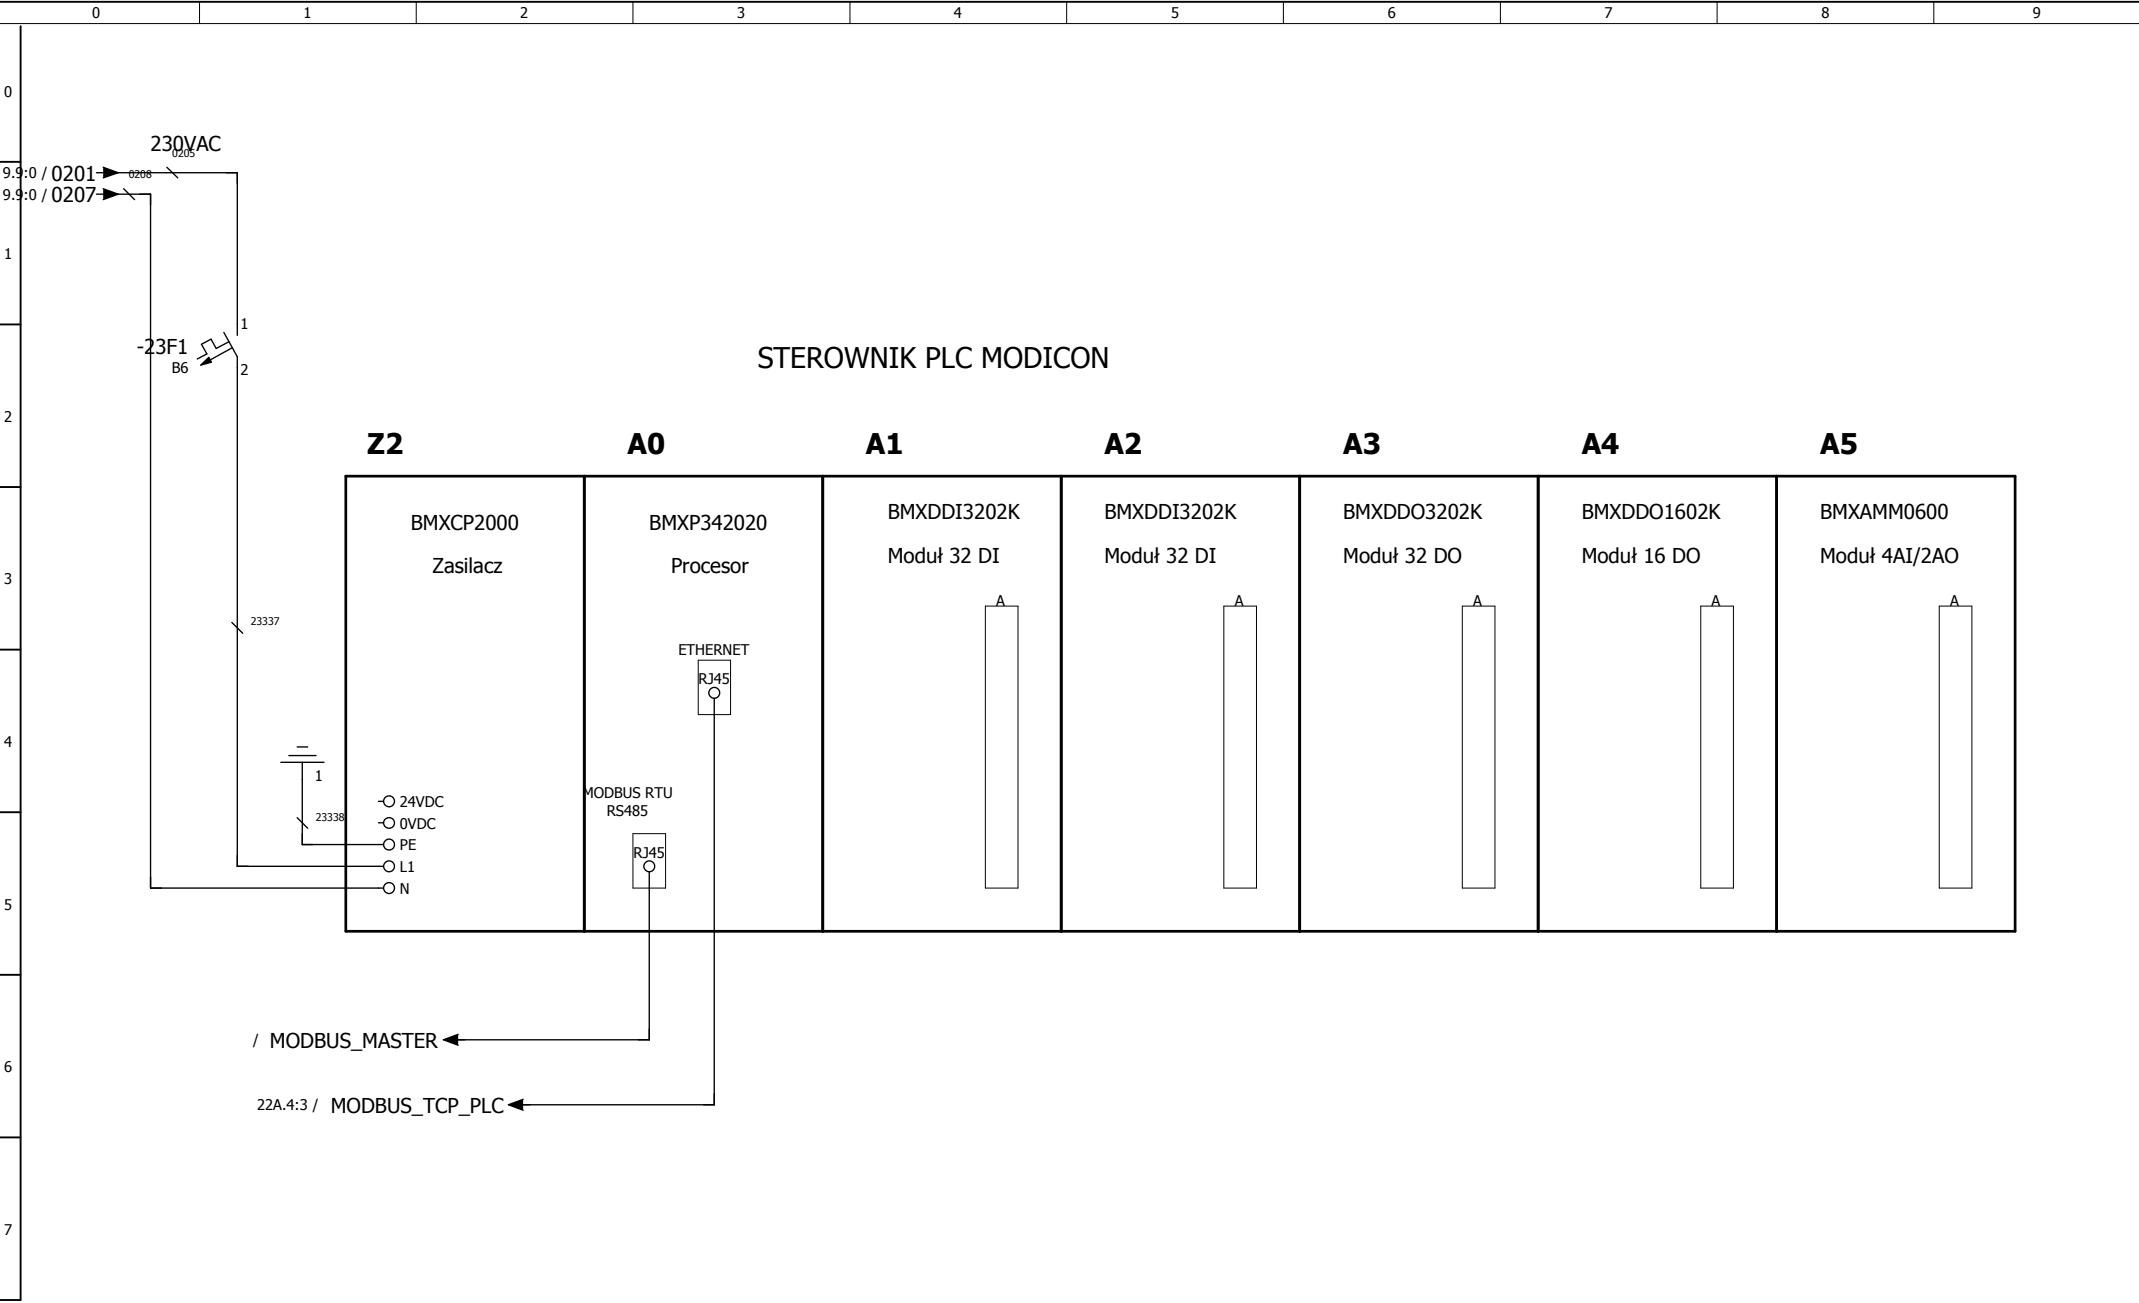 0 1 2 3 4 5 6 7 8 9
0
230VAC
0205
9.9:0 / 0201
0208
9.9:0 / 0207
1
1
-23F1
B6
2
STEROWNIK PLC MODICON
2
Z2 A0 A1 A2 A3 A4 A5
BMXCP2000
Zasilacz
BMXP342020
Procesor
BMXDDI3202K
Moduł 32 DI
BMXDDI3202K
Moduł 32 DI
BMXDDO3202K
Moduł 32 DO
BMXDDO1602K
Moduł 16 DO
BMXAMM0600
Moduł 4AI/2AO
3
A A A A A
23337
ETHERNET
RJ45
4
1
23338
24VDC
0VDC
PE
L1
N
MODBUS RTU
RS485
RJ45
5
/ MODBUS_MASTER
6
22A.4:3 / MODBUS_TCP_PLC
7